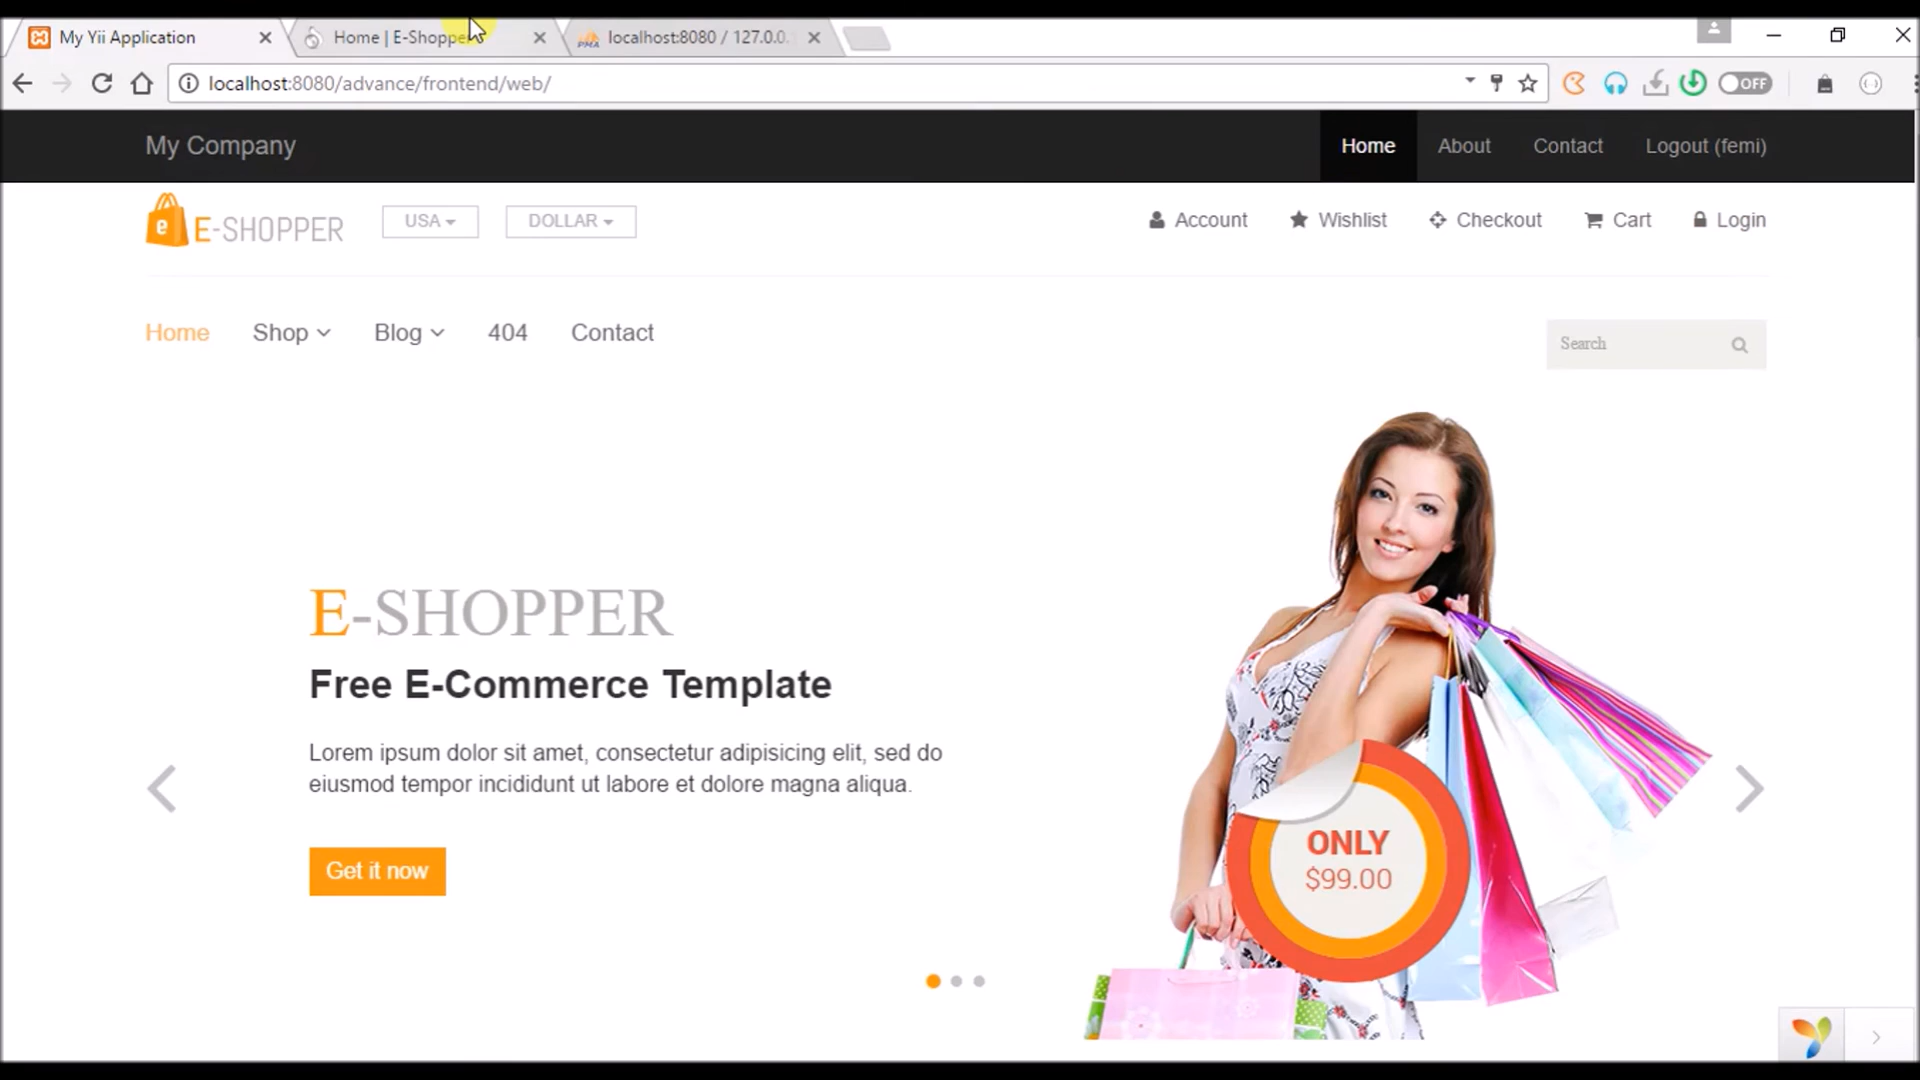 My Yii Application
Home | E-Shopper
localhost:8080 / 127.0.0.
localhost:8080/advance/frontend/web/
OFF
My Company
Home
About
Contact
Logout (femi)
E-SHOPPER
USA
DOLLAR
Account
Wishlist
Checkout
Cart
Login
Home
Shop
Blog
404
Contact
Search
E-SHOPPER
Free E-Commerce Template
Lorem ipsum dolor sit amet, consectetur adipisicing elit, sed do
eiusmod tempor incididunt ut labore et dolore magna aliqua.
Get it now
ONLY
$99.00